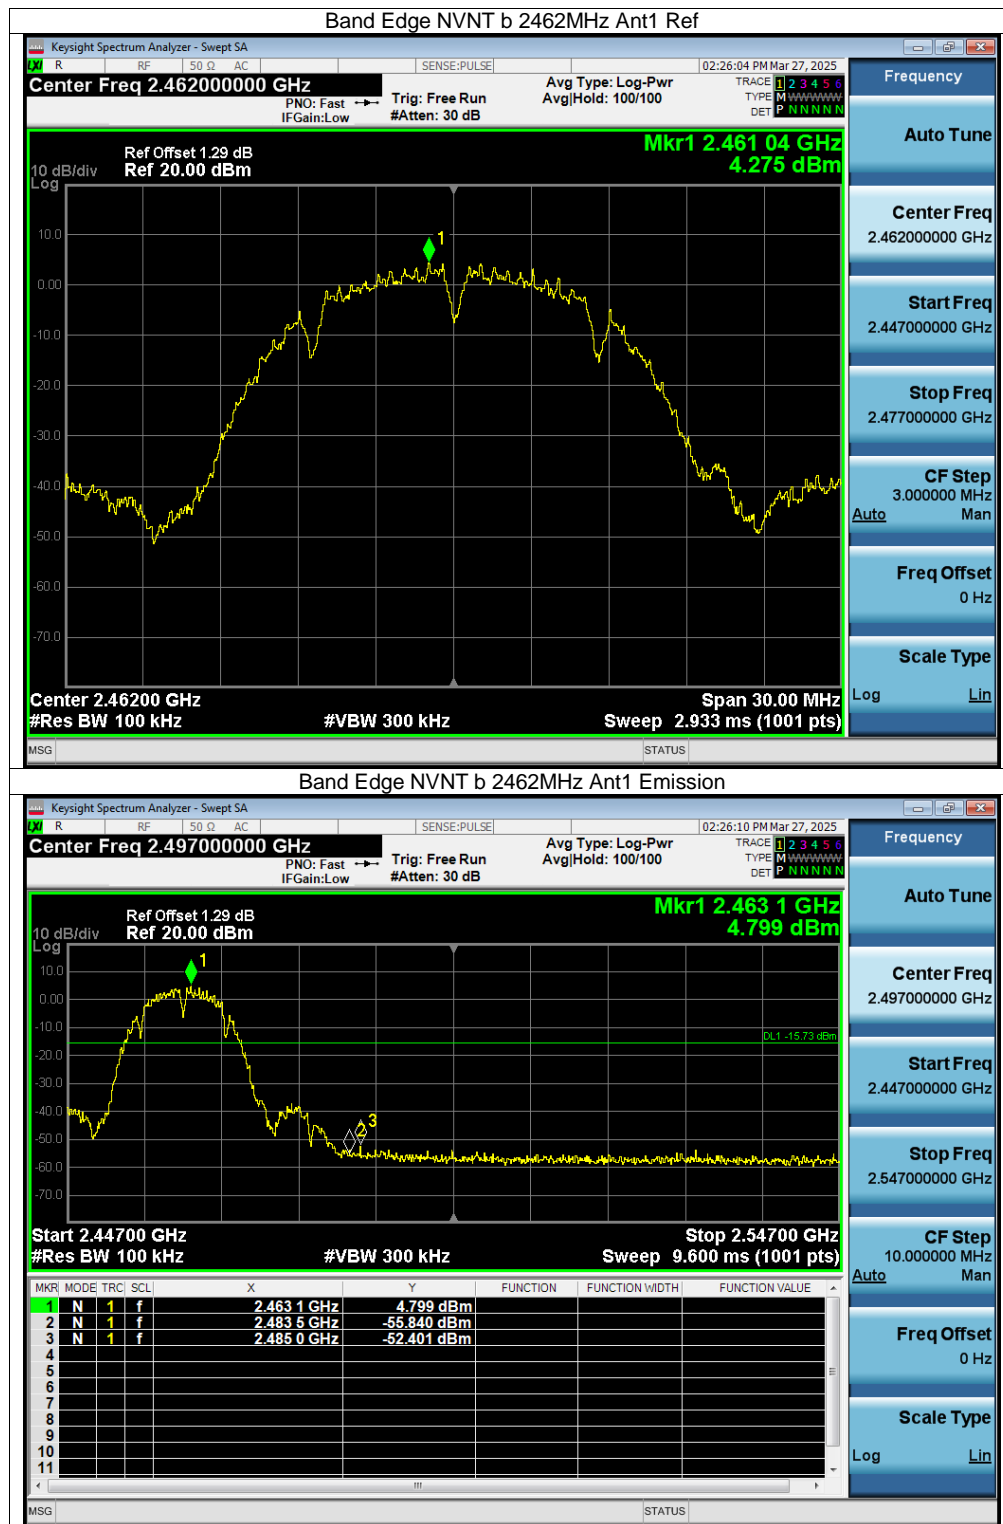 Band Edge NVNT b 2462MHz Ant1 Ref
Keysight Spectrum Analyzer - Swept SA
LXI R RF 50 Ω AC SENSE:PULSE 02:26:04 PM Mar 27, 2025
Center Freq 2.462000000 GHz
PNO: Fast
IFGain:Low
Trig: Free Run
#Atten: 30 dB
Avg Type: Log-Pwr
Avg|Hold: 100/100
TRACE 1 2 3 4 5 6
TYPE M WWWWW
DET P N N N N N
Ref Offset 1.29 dB
Ref 20.00 dBm
10 dB/div
Log
Mkr1 2.461 04 GHz
4.275 dBm
1
10.0
0.00
-10.0
-20.0
-30.0
-40.0
-50.0
-60.0
-70.0
Center 2.46200 GHz
Span 30.00 MHz
#Res BW 100 kHz
#VBW 300 kHz
Sweep 2.933 ms (1001 pts)
MSG
STATUS
Frequency
Auto Tune
Center Freq
2.462000000 GHz
Start Freq
2.447000000 GHz
Stop Freq
2.477000000 GHz
CF Step
3.000000 MHz
Auto Man
Freq Offset
0 Hz
Scale Type
Log Lin
Band Edge NVNT b 2462MHz Ant1 Emission
Keysight Spectrum Analyzer - Swept SA
LXI R RF 50 Ω AC SENSE:PULSE 02:26:10 PM Mar 27, 2025
Center Freq 2.497000000 GHz
PNO: Fast
IFGain:Low
Trig: Free Run
#Atten: 30 dB
Avg Type: Log-Pwr
Avg|Hold: 100/100
TRACE 1 2 3 4 5 6
TYPE M WWWWW
DET P N N N N N
Ref Offset 1.29 dB
Ref 20.00 dBm
10 dB/div
Log
Mkr1 2.463 1 GHz
4.799 dBm
1
10.0
0.00
-10.0
-20.0
-30.0
-40.0
-50.0
-60.0
-70.0
DL1 -15.73 dBm
2
3
Start 2.44700 GHz
Stop 2.54700 GHz
#Res BW 100 kHz
#VBW 300 kHz
Sweep 9.600 ms (1001 pts)
MKR MODE TRC SCL X Y FUNCTION FUNCTION WIDTH FUNCTION VALUE
1 N 1 f 2.463 1 GHz 4.799 dBm
2 N 1 f 2.483 5 GHz -55.840 dBm
3 N 1 f 2.485 0 GHz -52.401 dBm
4
5
6
7
8
9
10
11
MSG
STATUS
Frequency
Auto Tune
Center Freq
2.497000000 GHz
Start Freq
2.447000000 GHz
Stop Freq
2.547000000 GHz
CF Step
10.000000 MHz
Auto Man
Freq Offset
0 Hz
Scale Type
Log Lin